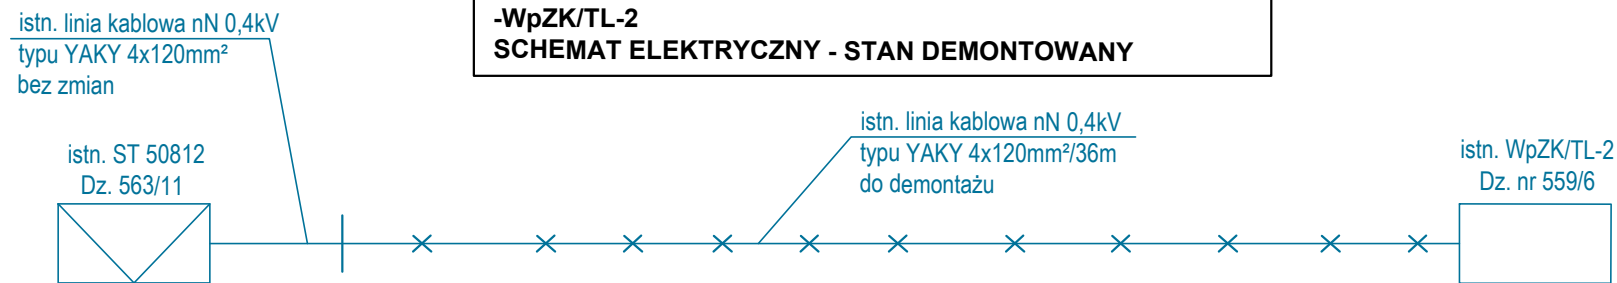 -WpZK/TL-2
SCHEMAT ELEKTRYCZNY - STAN DEMONTOWANY
istn. linia kablowa nN 0,4kV
typu YAKY 4x120mm²
bez zmian
istn. ST 50812
Dz. 563/11
istn. linia kablowa nN 0,4kV
typu YAKY 4x120mm²/36m
do demontażu
istn. WpZK/TL-2
Dz. nr 559/6